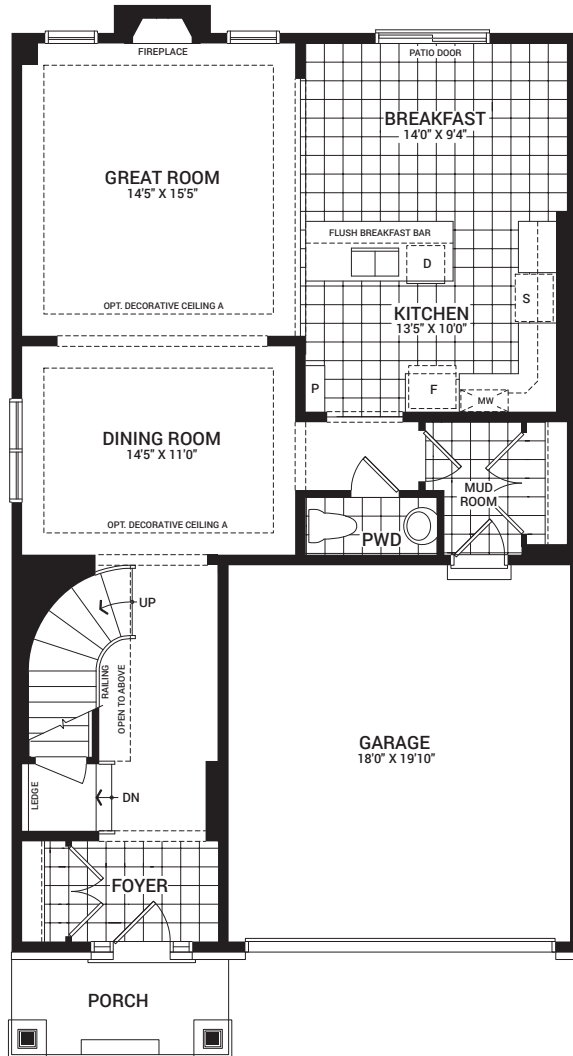 FIREPLACE
PATIO DOOR
BREAKFAST
14'0" X 9'4"
GREAT ROOM
14'5" X 15'5"
FLUSH BREAKFAST BAR
D
S
OPT. DECORATIVE CEILING A
KITCHEN
13'5" X 10'0"
P
F
MW
DINING ROOM
14'5" X 11'0"
MUD
ROOM
OPT. DECORATIVE CEILING A
PWD
UP
RAILING
OPEN TO ABOVE
GARAGE
18'0" X 19'10"
LEDGE
DN
FOYER
PORCH